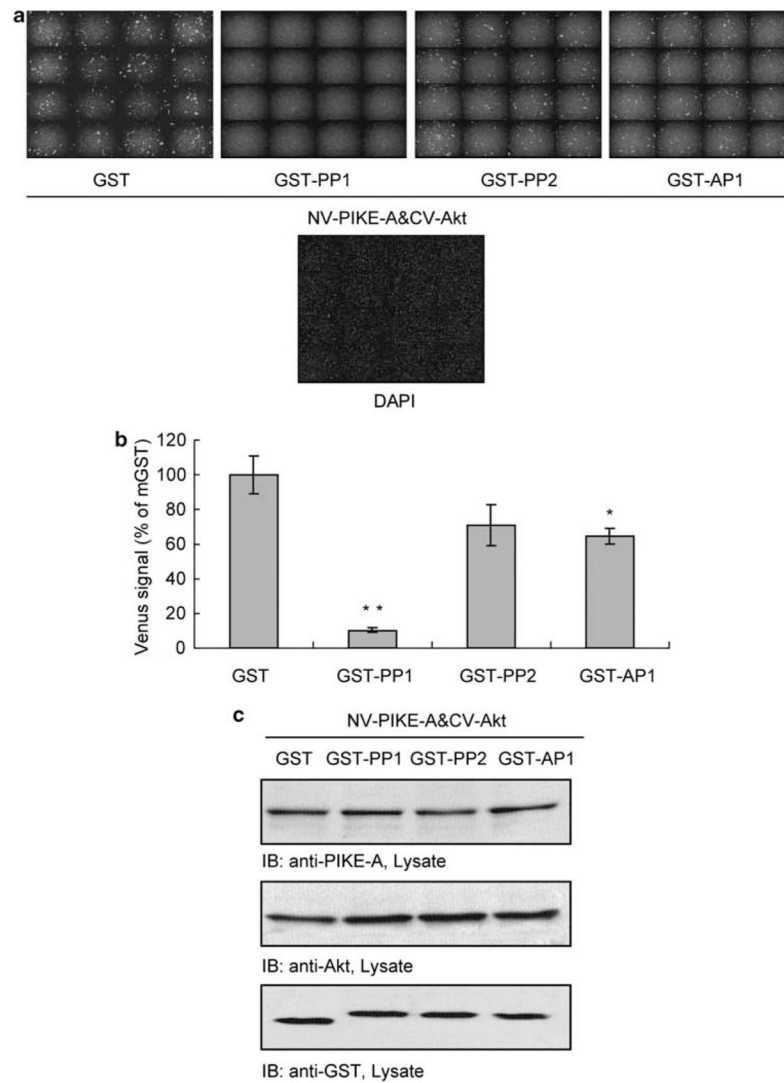 a
GST GST-PP1 GST-PP2 GST-AP1
NV-PIKE-A&CV-Akt
DAPI
b
Venus signal (% of mGST)
120
100
80
60
40
20
0
* *
*
GST GST-PP1 GST-PP2 GST-AP1
c
NV-PIKE-A&CV-Akt
GST GST-PP1 GST-PP2 GST-AP1
IB: anti-PIKE-A, Lysate
IB: anti-Akt, Lysate
IB: anti-GST, Lysate